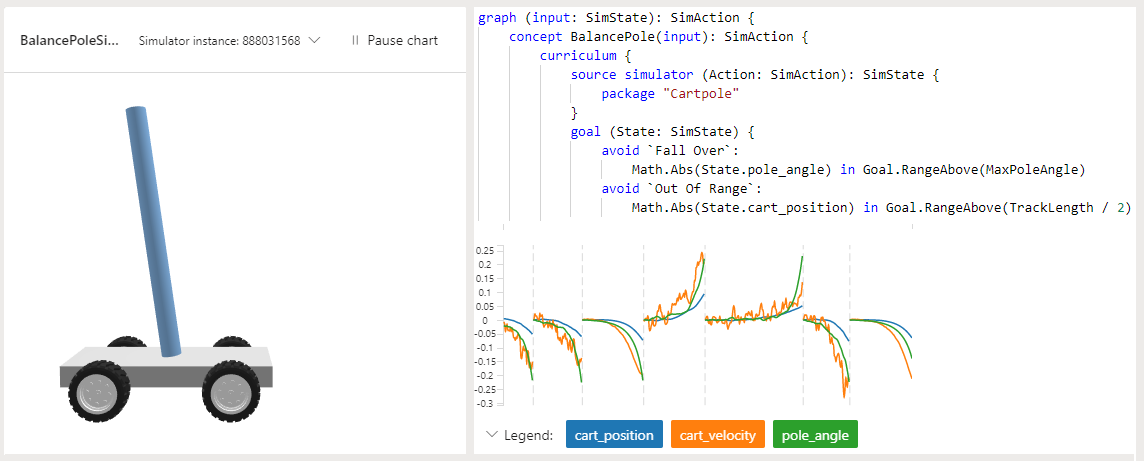 BalancePoleSi... Simulator instance: 888031568 Pause chart
graph (input: SimState): SimAction {
concept BalancePole(input): SimAction {
curriculum {
source simulator (Action: SimAction): SimState {
package "Cartpole"
}
goal (State: SimState) {
avoid `Fall Over`:
Math.Abs(State.pole_angle) in Goal.RangeAbove(MaxPoleAngle)
avoid `Out Of Range`:
Math.Abs(State.cart_position) in Goal.RangeAbove(TrackLength / 2)
0.25
0.2
0.15
0.1
0.05
0
-0.05
-0.1
-0.15
-0.2
-0.25
-0.3
Legend: cart_position cart_velocity pole_angle